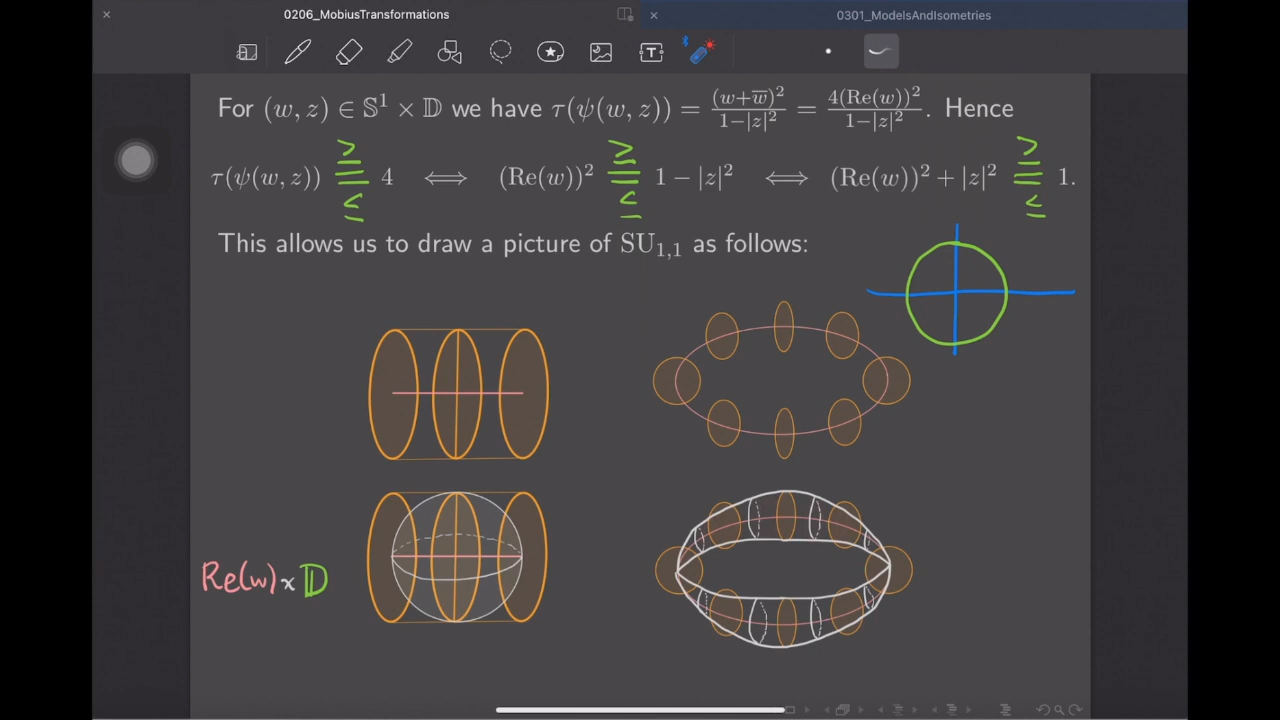 0206_MobiusTransformations
0301_ModelsAndIsometries
For (w, z) ∈ 𝕊¹ × 𝔻 we have τ(ψ(w, z)) = (w+w̅)²/(1−|z|²) = 4(Re(w))²/(1−|z|²). Hence
τ(ψ(w, z)) ≥ = ≤ 4 ⟺ (Re(w))² ≥ = ≤ 1 − |z|² ⟺ (Re(w))² + |z|² ≥ = ≤ 1.
This allows us to draw a picture of SU₁,₁ as follows:
Re(w) × 𝔻